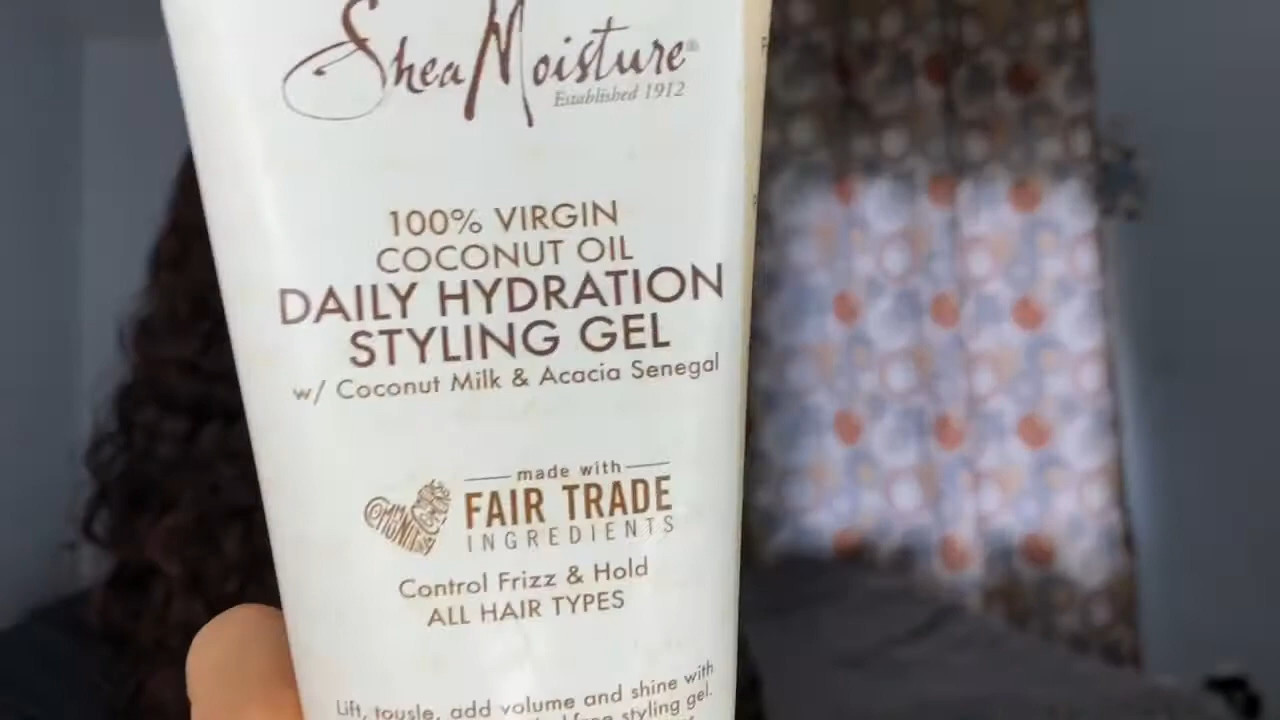 SheaMoisture®
Established 1912
100% VIRGIN
COCONUT OIL
DAILY HYDRATION
STYLING GEL
w/ Coconut Milk & Acacia Senegal
made with
FAIR TRADE
INGREDIENTS
COMMUNITY
Control Frizz & Hold
ALL HAIR TYPES
Lift, tousle, add volume and shine with
styling gel.